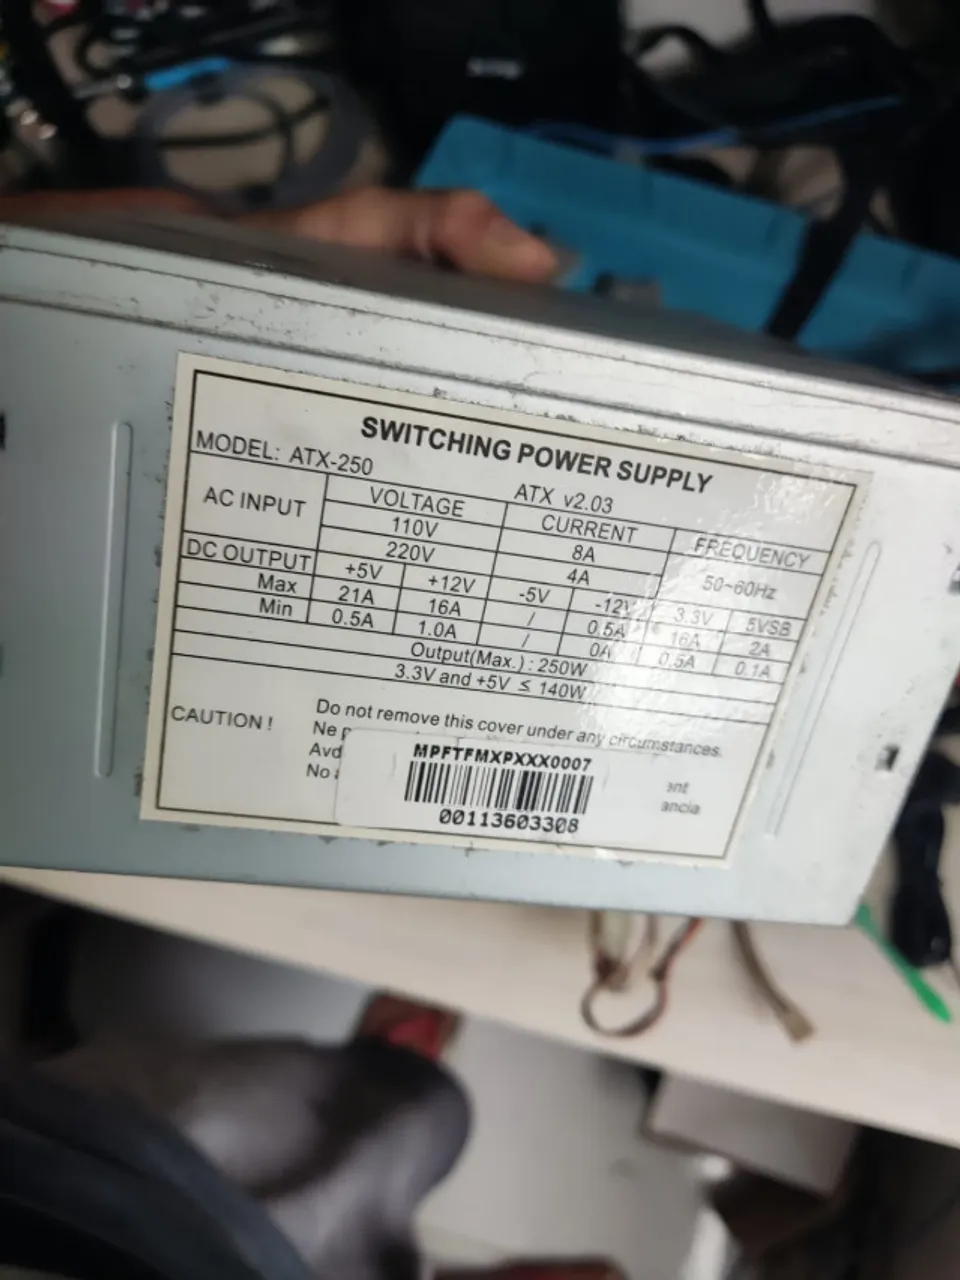 SWITCHING POWER SUPPLY
MODEL: ATX-250 ATX v2.03
AC INPUT VOLTAGE CURRENT FREQUENCY
110V 8A 50~60Hz
220V 4A
DC OUTPUT +5V +12V -5V -12V 3.3V 5VSB
Max 21A 16A / 0.5A 16A 2A
Min 0.5A 1.0A / 0A 0.5A 0.1A
Output(Max.) : 250W
3.3V and +5V ≤ 140W
CAUTION ! Do not remove this cover under any circumstances.
Ne
No
MPFTFMXPXXX0007
00113603308